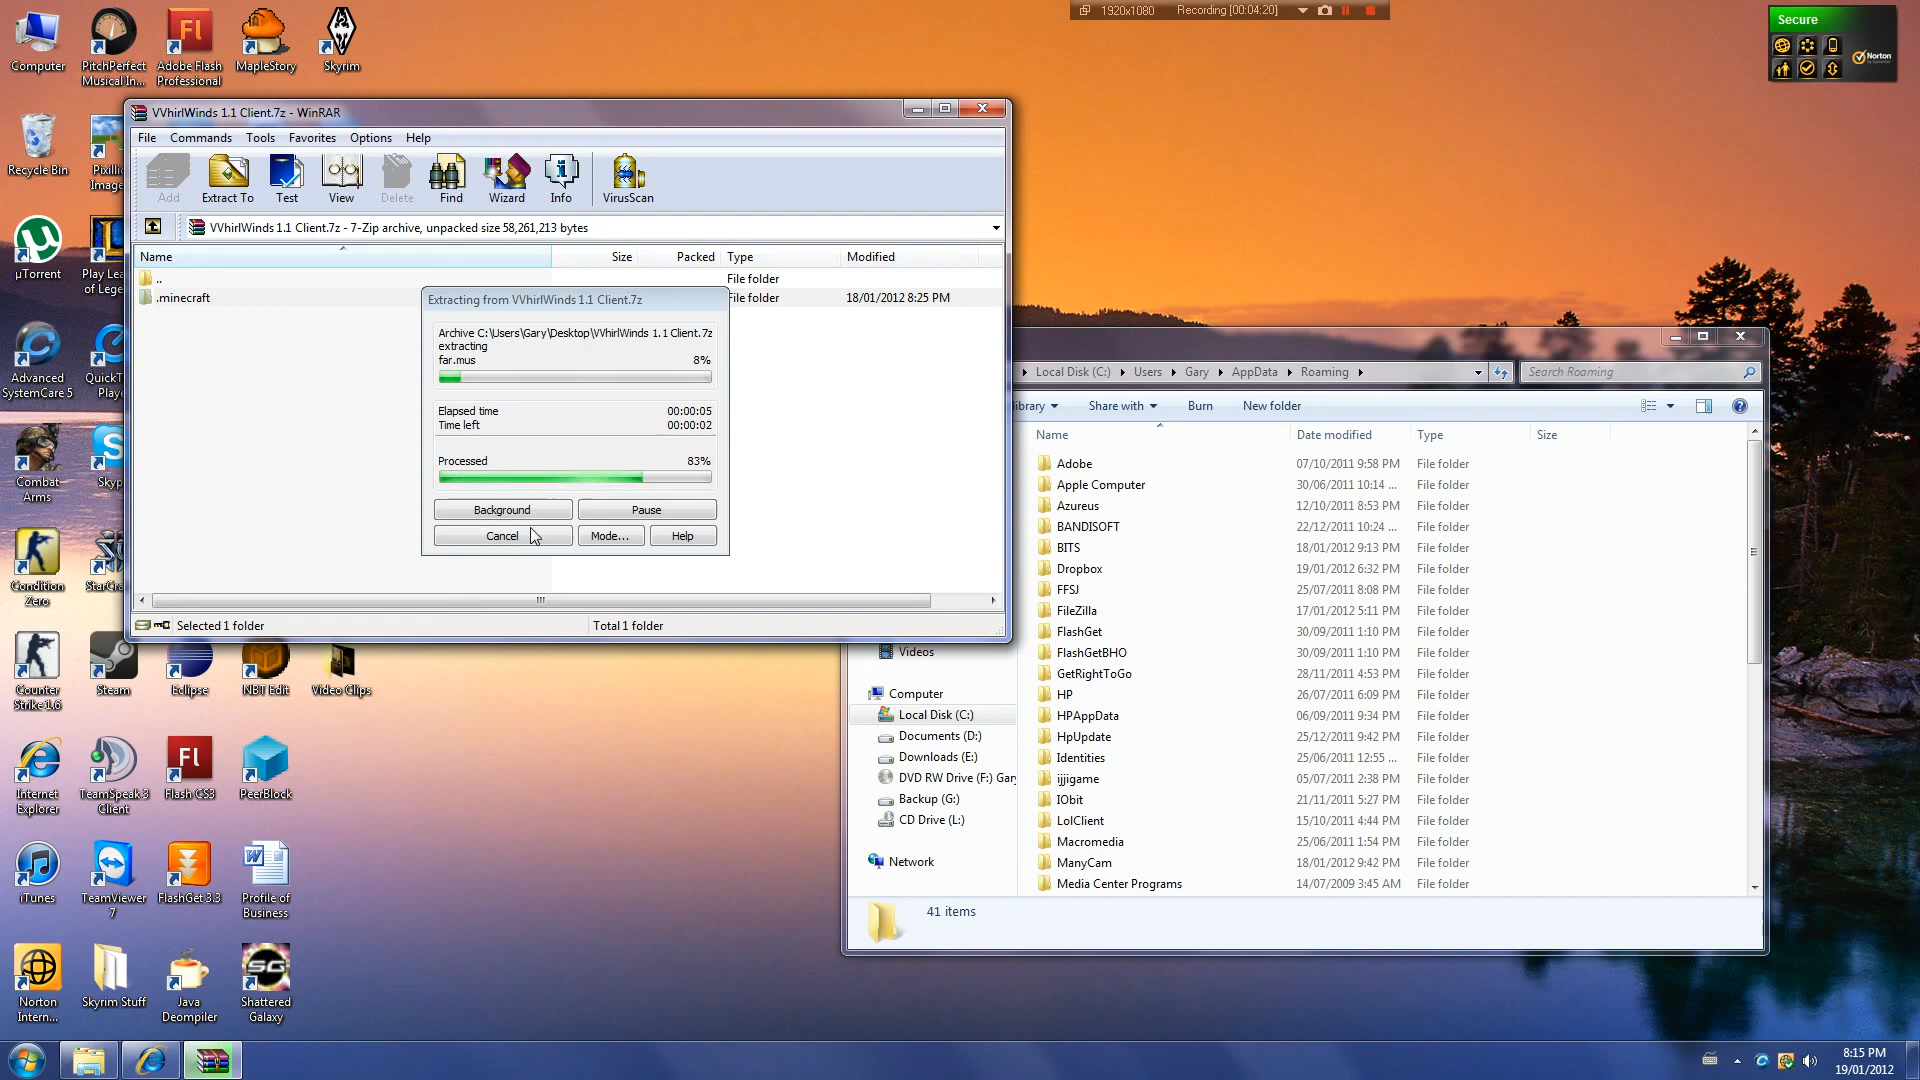 1920x1080
Recording [00:04:20]
Secure
Norton
by Symantec
Computer
PitchPerfect
Musical In...
Adobe Flash
Professional
MapleStory
Skyrim
Recycle Bin
Pixillion
Image
µTorrent
Play Lea
of Lege
Advanced
SystemCare 5
QuickT
Playe
Combat
Arms
Skyp
Condition
Zero
StarCra
Counter
Strike 1.6
Steam
Eclipse
NBT Edit
Video Clips
Internet
Explorer
TeamSpeak 3
Client
Flash CS3
PeerBlock
iTunes
TeamViewer
7
FlashGet 3.3
Profile of
Business
Norton
Intern...
Skyrim Stuff
Java
Deompiler
Shattered
Galaxy
VVhirlWinds 1.1 Client.7z - WinRAR
File Commands Tools Favorites Options Help
Add Extract To Test View Delete Find Wizard Info VirusScan
VVhirlWinds 1.1 Client.7z - 7-Zip archive, unpacked size 58,261,213 bytes
Name Size Packed Type Modified
.. File folder
.minecraft File folder 18/01/2012 8:25 PM
Extracting from VVhirlWinds 1.1 Client.7z
Archive C:\Users\Gary\Desktop\VVhirlWinds 1.1 Client.7z
extracting
far.mus 8%
Elapsed time 00:00:05
Time left 00:00:02
Processed 83%
Background Pause
Cancel Mode... Help
Selected 1 folder Total 1 folder
Local Disk (C:) Users Gary AppData Roaming
Search Roaming
library Share with Burn New folder
Name Date modified Type Size
Adobe 07/10/2011 9:58 PM File folder
Apple Computer 30/06/2011 10:14 ... File folder
Azureus 12/10/2011 8:53 PM File folder
BANDISOFT 22/12/2011 10:24 ... File folder
BITS 18/01/2012 9:13 PM File folder
Dropbox 19/01/2012 6:32 PM File folder
FFSJ 25/07/2011 8:08 PM File folder
FileZilla 17/01/2012 5:11 PM File folder
FlashGet 30/09/2011 1:10 PM File folder
FlashGetBHO 30/09/2011 1:10 PM File folder
GetRightToGo 28/11/2011 4:53 PM File folder
HP 26/07/2011 6:09 PM File folder
HPAppData 06/09/2011 9:34 PM File folder
HpUpdate 25/12/2011 9:42 PM File folder
Identities 25/06/2011 12:55 ... File folder
ijjigame 05/07/2011 2:38 PM File folder
IObit 21/11/2011 5:27 PM File folder
LolClient 15/10/2011 4:44 PM File folder
Macromedia 25/06/2011 1:54 PM File folder
ManyCam 18/01/2012 9:42 PM File folder
Media Center Programs 14/07/2009 3:45 AM File folder
Videos
Computer
Local Disk (C:)
Documents (D:)
Downloads (E:)
DVD RW Drive (F:) Gary
Backup (G:)
CD Drive (L:)
Network
41 items
8:15 PM
19/01/2012